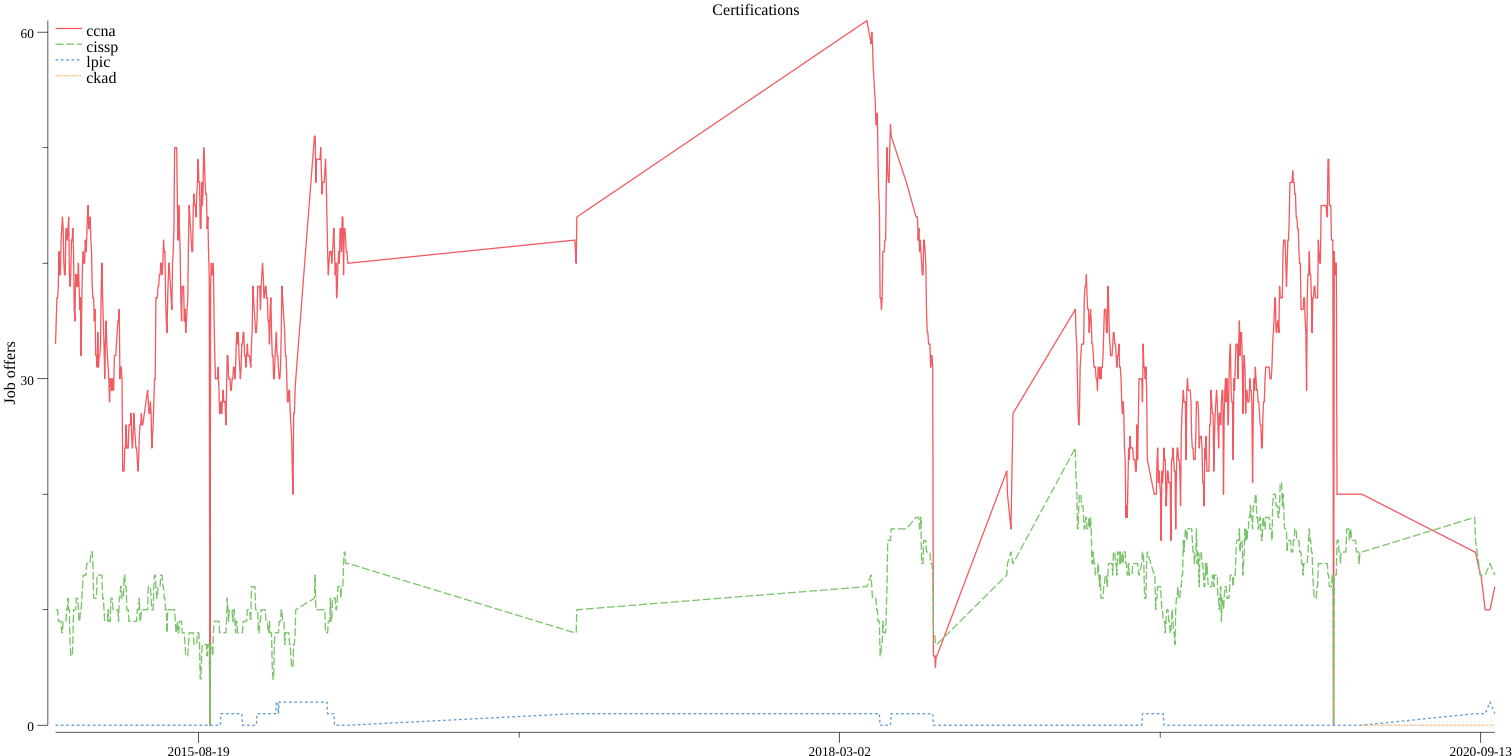 Certifications
60
ccna
cissp
lpic
ckad
Job offers
30
0
2015-08-19
2018-03-02
2020-09-13